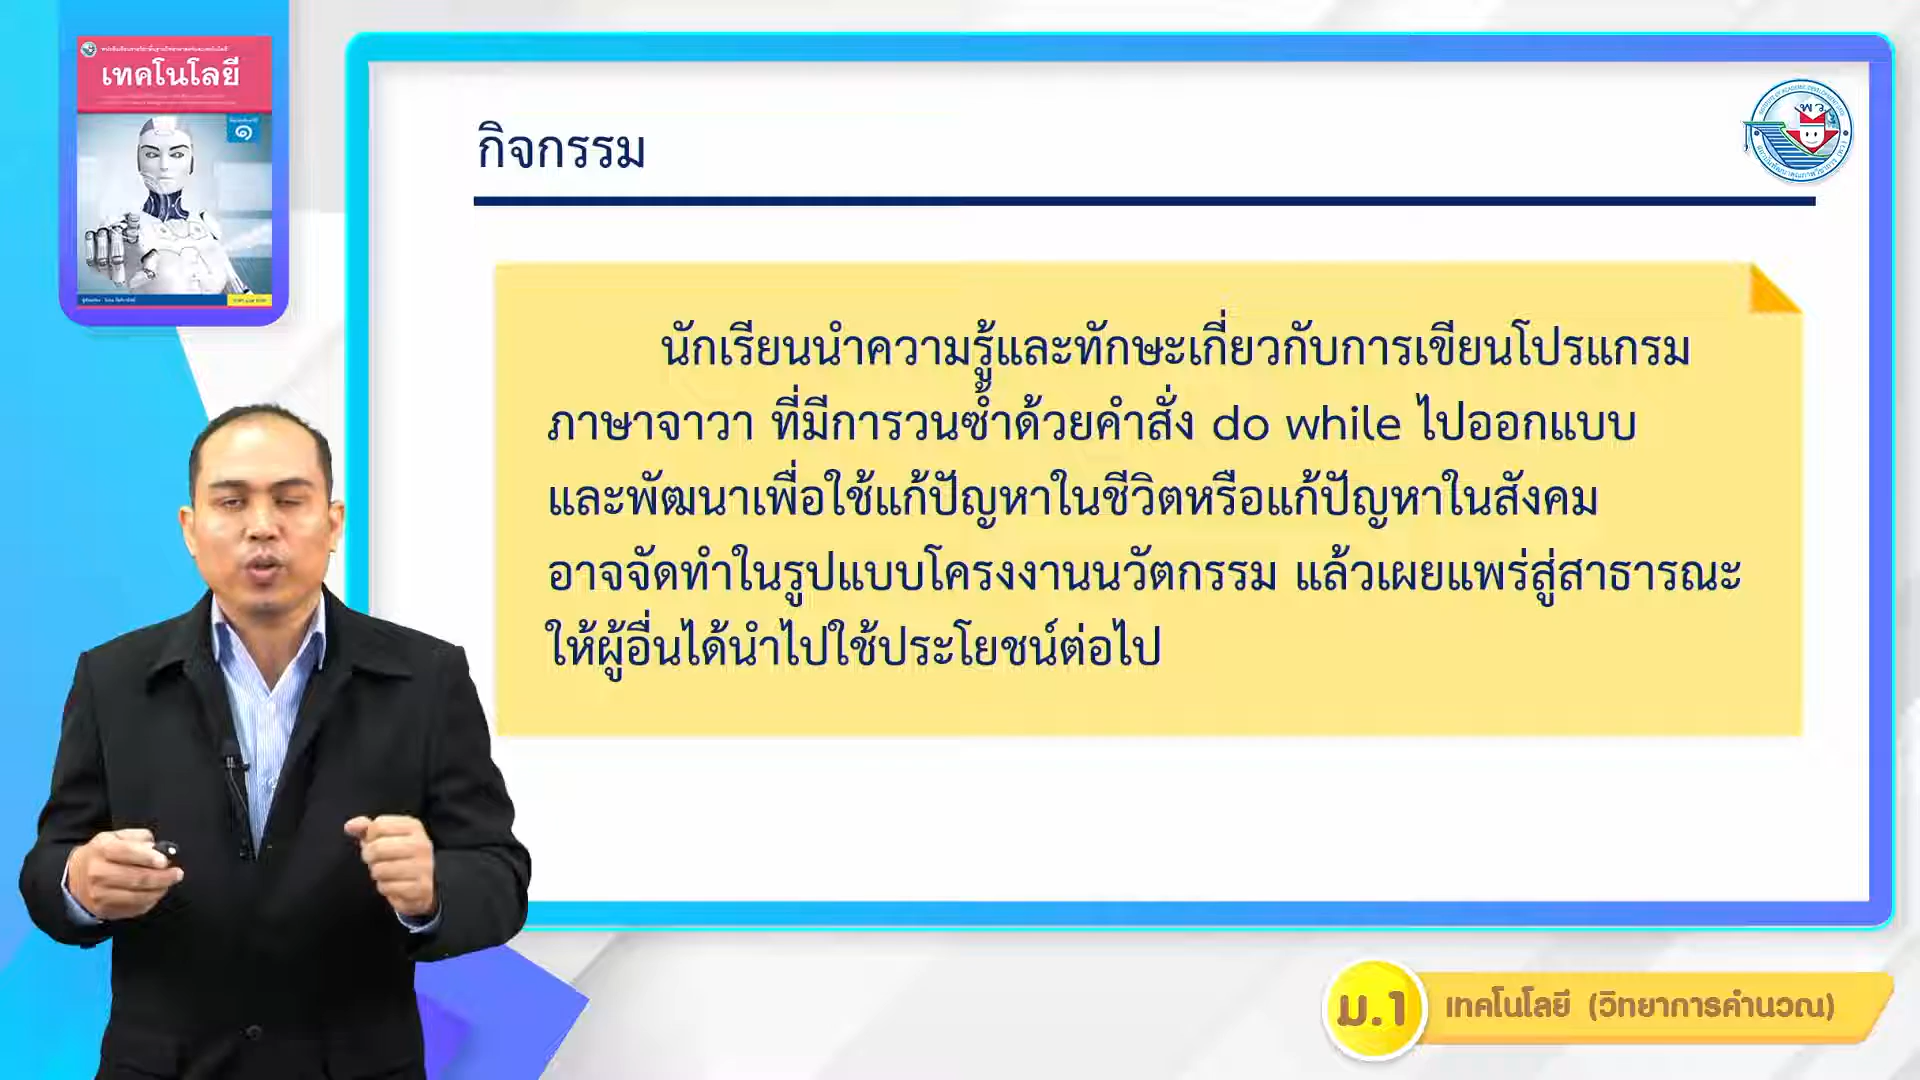 เทคโนโลยี
๑
กิจกรรม
พว
นักเรียนนำความรู้และทักษะเกี่ยวกับการเขียนโปรแกรม
ภาษาจาวา ที่มีการวนซ้ำด้วยคำสั่ง do while ไปออกแบบ
และพัฒนาเพื่อใช้แก้ปัญหาในชีวิตหรือแก้ปัญหาในสังคม
อาจจัดทำในรูปแบบโครงงานนวัตกรรม แล้วเผยแพร่สู่สาธารณะ
ให้ผู้อื่นได้นำไปใช้ประโยชน์ต่อไป
ม.1 เทคโนโลยี (วิทยาการคำนวณ)